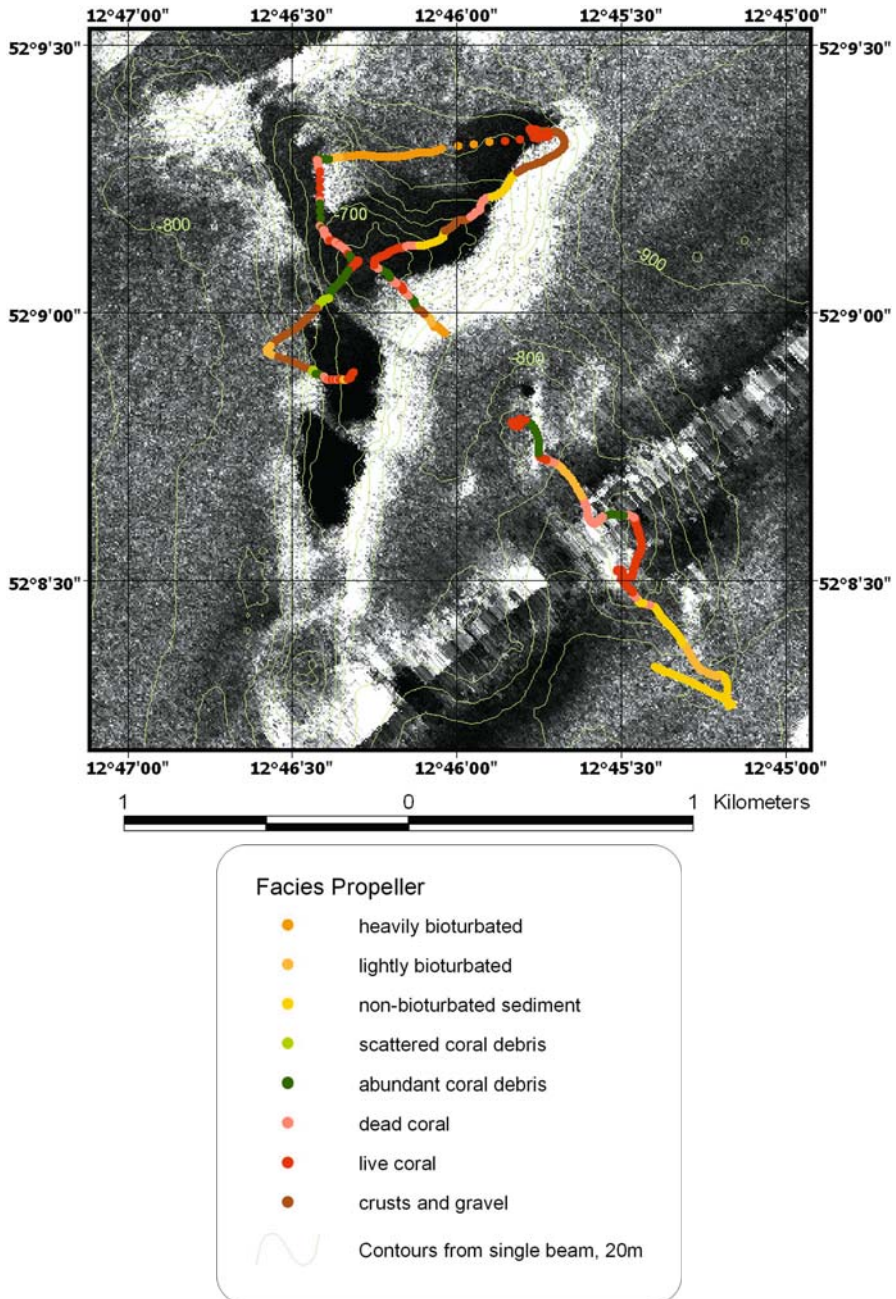 12°47'00" 12°46'30" 12°46'00" 12°45'30" 12°45'00"
52°9'30" 52°9'30"
-800
-700
-900
52°9'00" 52°9'00"
-800
52°8'30" 52°8'30"
12°47'00" 12°46'30" 12°46'00" 12°45'30" 12°45'00"
1 0 1 Kilometers
Facies Propeller
heavily bioturbated
lightly bioturbated
non-bioturbated sediment
scattered coral debris
abundant coral debris
dead coral
live coral
crusts and gravel
Contours from single beam, 20m